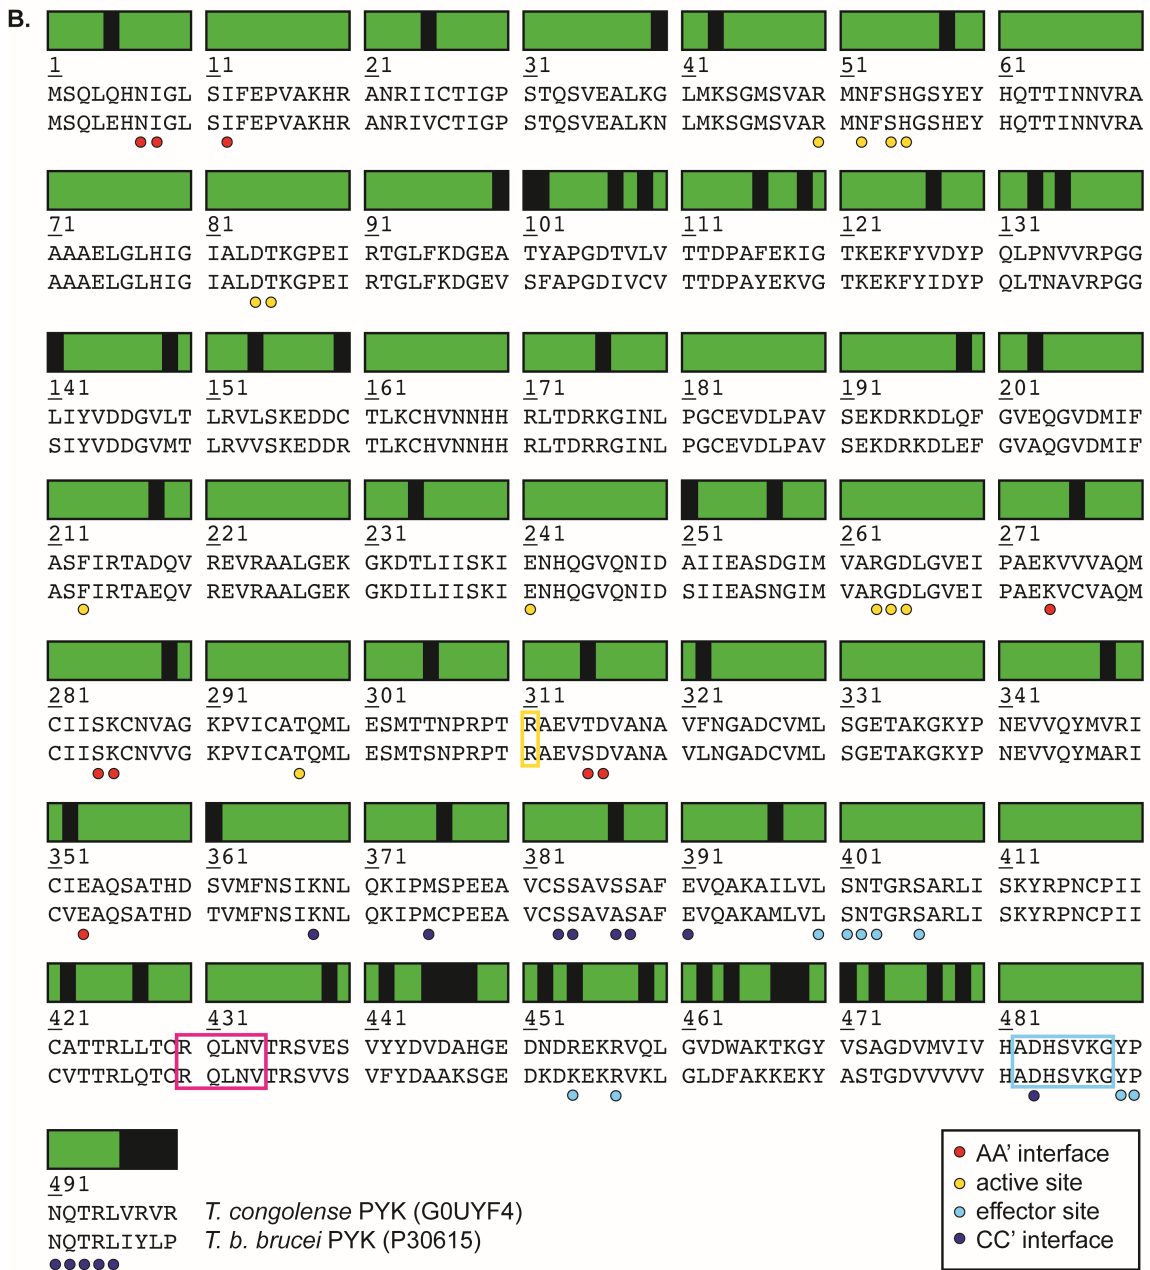 B.
1 11 21 31 41 51 61
MSQLQHNIGL SIFEPVAKHR ANRIICTIGP STQSVEALKG LMKSGMSVAR MNFSHGSYEY HQTTINNVRA
MSQLEHNIGL SIFEPVAKHR ANRIVCTIGP STQSVEALKN LMKSGMSVAR MNFSHGSHEY HQTTINNVRA
71 81 91 101 111 121 131
AAAELGLHIG IALDTKGPEI RTGLFKDGEA TYAPGDTVLV TTDPAFEKIG TKEKFYVDYP QLPNVVRPGG
AAAELGLHIG IALDTKGPEI RTGLFKDGEV SFAPGDIVCV TTDPAYEKVG TKEKFYIDYP QLTNAVRPGG
141 151 161 171 181 191 201
LIYVDDGVLT LRVLSKEDDC TLKCHVNNHH RLTDRKGINL PGCEVDLPAV SEKDRKDLQF GVEQGVDMIF
SIYVDDGVMT LRVVSKEDDR TLKCHVNNHH RLTDRRGINL PGCEVDLPAV SEKDRKDLEF GVAQGVDMIF
211 221 231 241 251 261 271
ASFIRTADQV REVRAALGEK GKDTLIISKI ENHQGVQNID AIIEASDGIM VARGDLGVEI PAEKVVVAQM
ASFIRTAEQV REVRAALGEK GKDILIISKI ENHQGVQNID SIIEASNGIM VARGDLGVEI PAEKVCVAQM
281 291 301 311 321 331 341
CIISKCNVAG KPVICATQML ESMTTNPRPT RAEVTDVANA VFNGADCVML SGETAKGKYP NEVVQYMVRI
CIISKCNVVG KPVICATQML ESMTSNPRPT RAEVSDVANA VLNGADCVML SGETAKGKYP NEVVQYMARI
351 361 371 381 391 401 411
CIEAQSATHD SVMFNSIKNL QKIPMSPEEA VCSSAVSSAF EVQAKAILVL SNTGRSARLI SKYRPNCPII
CVEAQSATHD TVMFNSIKNL QKIPMCPEEA VCSSAVASAF EVQAKAMLVL SNTGRSARLI SKYRPNCPII
421 431 441 451 461 471 481
CATTRLLTCR QLNVTRSVES VYYDVDAHGE DNDREKRVQL GVDWAKTKGY VSAGDVMVIV HADHSVKGYP
CVTTRLQTCR QLNVTRSVVS VFYDAAKSGE DKDKEKRVKL GLDFAKKEKY ASTGDVVVVV HADHSVKGYP
491
NQTRLVRVR T. congolense PYK (G0UYF4)
NQTRLIYLP T. b. brucei PYK (P30615)
AA' interface
active site
effector site
CC' interface